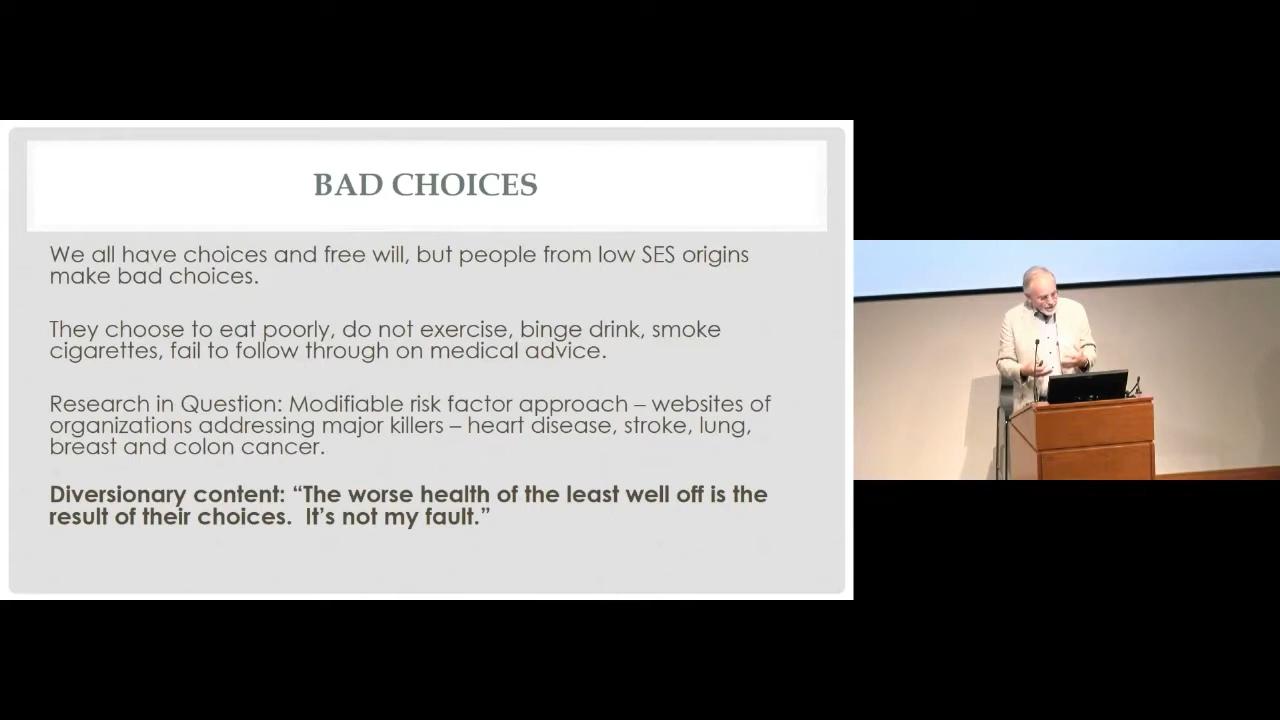 BAD CHOICES
We all have choices and free will, but people from low SES origins
make bad choices.
They choose to eat poorly, do not exercise, binge drink, smoke
cigarettes, fail to follow through on medical advice.
Research in Question: Modifiable risk factor approach – websites of
organizations addressing major killers – heart disease, stroke, lung,
breast and colon cancer.
Diversionary content: “The worse health of the least well off is the
result of their choices.  It’s not my fault.”